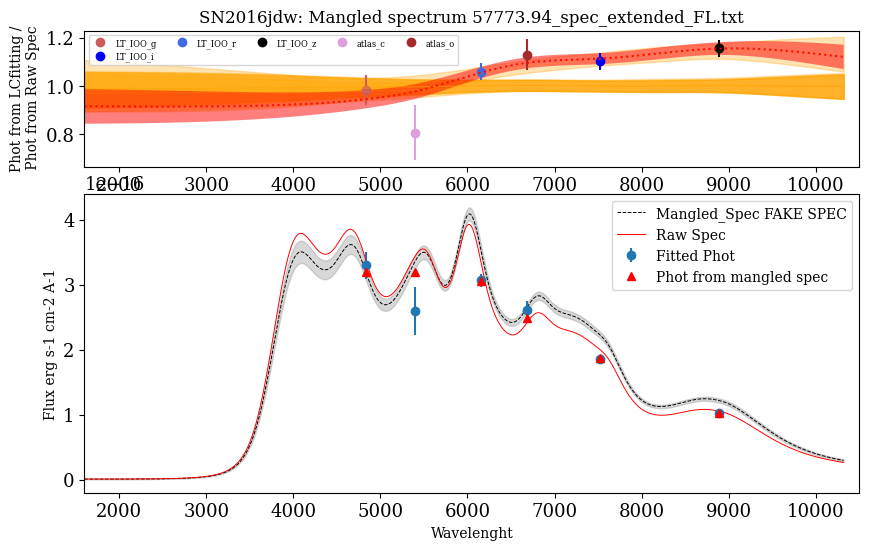 SN2016jdw: Mangled spectrum 57773.94_spec_extended_FL.txt
Phot from LCfitting /
Phot from Raw Spec
1.2
1.0
0.8
LT_IOO_g
LT_IOO_r
LT_IOO_z
atlas_c
atlas_o
LT_IOO_i
2000 3000 4000 5000 6000 7000 8000 9000 10000
1e−16
Mangled_Spec FAKE SPEC
Raw Spec
Fitted Phot
Phot from mangled spec
Flux erg s-1 cm-2 A-1
4
3
2
1
0
2000 3000 4000 5000 6000 7000 8000 9000 10000
Wavelenght